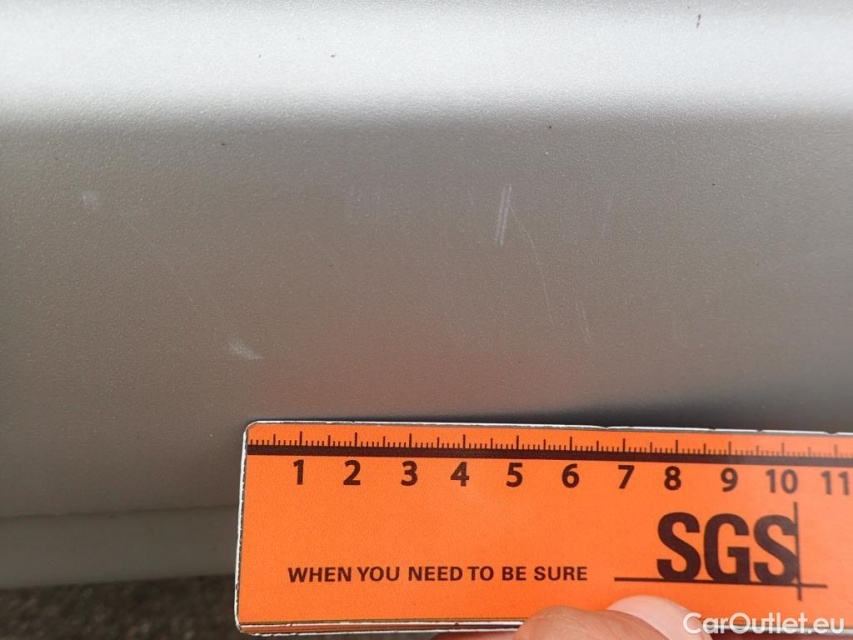 1 2 3 4 5 6 7 8 9 10 11
SGS
WHEN YOU NEED TO BE SURE
CarOutlet.eu